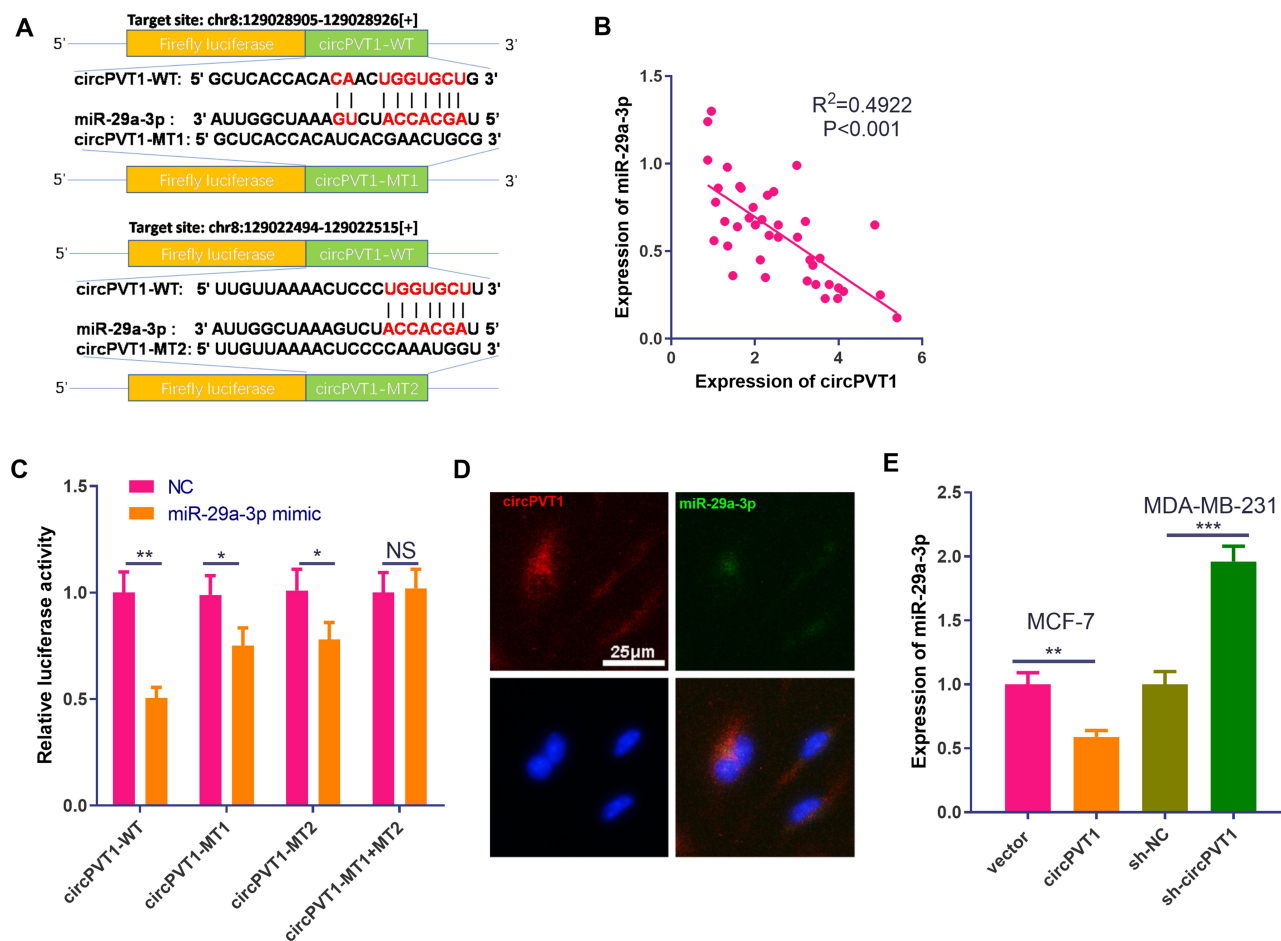 A
Target site: chr8:129028905-129028926[+]
5' Firefly luciferase circPVT1-WT 3'
circPVT1-WT: 5' GCUCACCACACAACUGGUGCUG 3'
miR-29a-3p : 3' AUUGGCUAAAGUCUACCACGAU 5'
circPVT1-MT1: 5' GCUCACCACAUCACGAACUGCG 3'
5' Firefly luciferase circPVT1-MT1 3'
Target site: chr8:129022494-129022515[+]
5' Firefly luciferase circPVT1-WT 3'
circPVT1-WT: 5' UUGUUAAAACUCCCUGGUGCUU 3'
miR-29a-3p : 3' AUUGGCUAAAGUCUACCACGAU 5'
circPVT1-MT2: 5' UUGUUAAAACUCCCCAAAUGGU 3'
5' Firefly luciferase circPVT1-MT2 3'
B
Expression of miR-29a-3p
1.5
1.0
0.5
0.0
R2=0.4922
P<0.001
0 2 4 6
Expression of circPVT1
C
Relative luciferase activity
1.5
1.0
0.5
0.0
NC
miR-29a-3p mimic
** * * NS
circPVT1-WT
circPVT1-MT1
circPVT1-MT2
circPVT1-MT1+MT2
D
circPVT1
miR-29a-3p
25μm
E
Expression of miR-29a-3p
2.5
2.0
1.5
1.0
0.5
0.0
MDA-MB-231
***
MCF-7
**
vector
circPVT1
sh-NC
sh-circPVT1